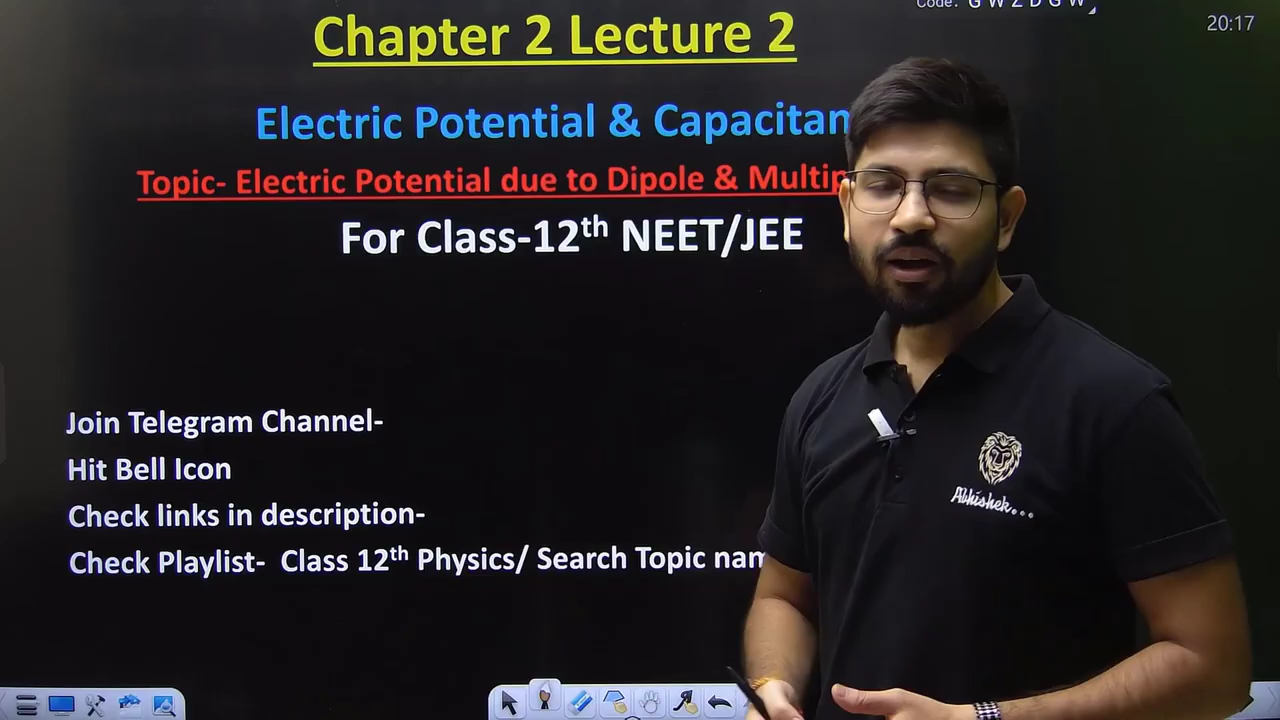 Code: G W Z D G W
20:17
Chapter 2 Lecture 2
Electric Potential & Capacitan
Topic- Electric Potential due to Dipole & Multip
For Class-12th NEET/JEE
Join Telegram Channel-
Hit Bell Icon
Check links in description-
Check Playlist- Class 12th Physics/ Search Topic nam
Abhishek...